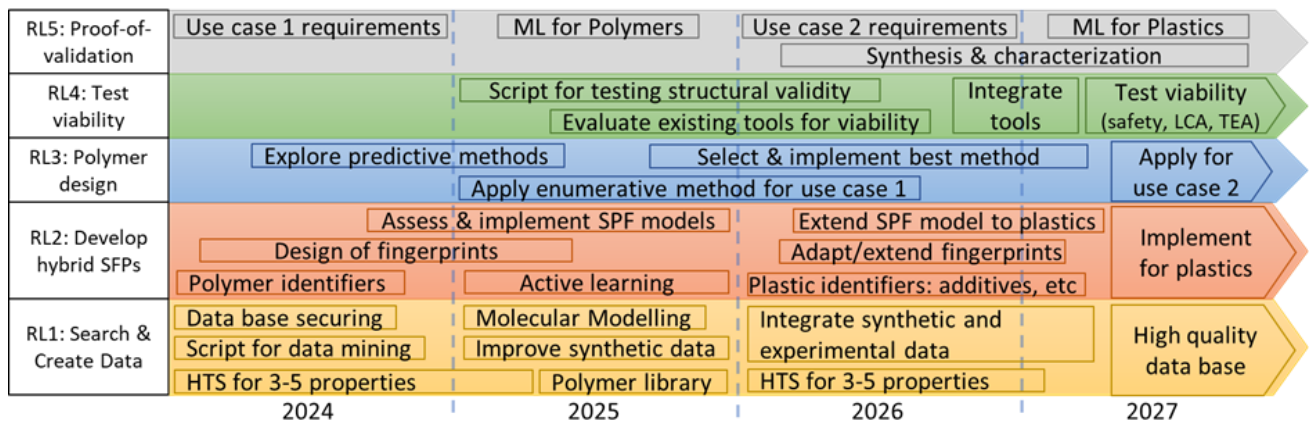 RL5: Proof-of-
validation
Use case 1 requirements
ML for Polymers
Use case 2 requirements
ML for Plastics
Synthesis & characterization
RL4: Test
viability
Script for testing structural validity
Evaluate existing tools for viability
Integrate
tools
Test viability
(safety, LCA, TEA)
RL3: Polymer
design
Explore predictive methods
Select & implement best method
Apply enumerative method for use case 1
Apply for
use case 2
RL2: Develop
hybrid SFPs
Assess & implement SPF models
Extend SPF model to plastics
Design of fingerprints
Adapt/extend fingerprints
Polymer identifiers
Active learning
Plastic identifiers: additives, etc
Implement
for plastics
RL1: Search &
Create Data
Data base securing
Molecular Modelling
Script for data mining
Improve synthetic data
Integrate synthetic and
experimental data
HTS for 3-5 properties
Polymer library
HTS for 3-5 properties
High quality
data base
2024
2025
2026
2027